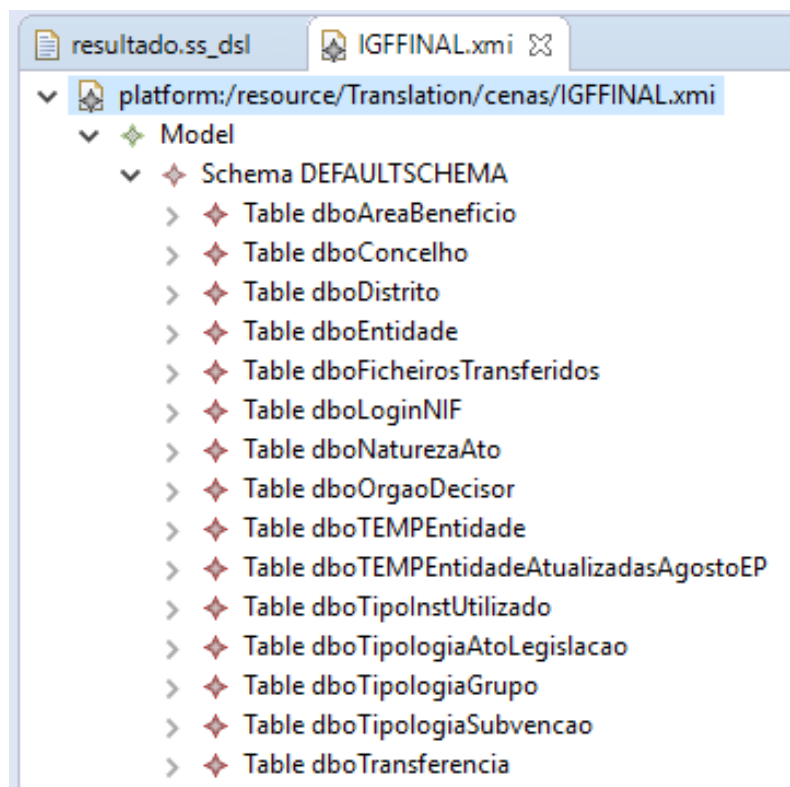 resultado.ss_dsl IGFFINAL.xmi
platform:/resource/Translation/cenas/IGFFINAL.xmi
Model
Schema DEFAULTSCHEMA
Table dboAreaBeneficio
Table dboConcelho
Table dboDistrito
Table dboEntidade
Table dboFicheirosTransferidos
Table dboLoginNIF
Table dboNaturezaAto
Table dboOrgaoDecisor
Table dboTEMPEntidade
Table dboTEMPEntidadeAtualizadasAgostoEP
Table dboTipoInstUtilizado
Table dboTipologiaAtoLegislacao
Table dboTipologiaGrupo
Table dboTipologiaSubvencao
Table dboTransferencia